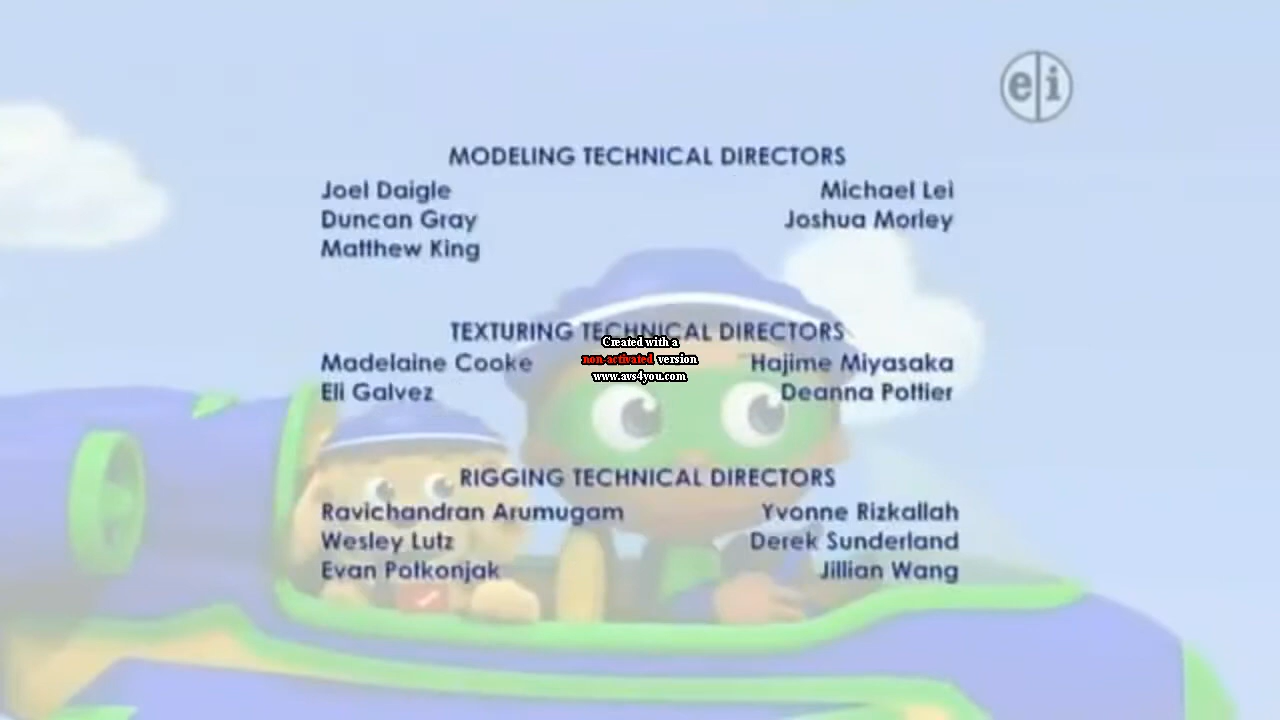 e|i
MODELING TECHNICAL DIRECTORS
Joel Daigle Michael Lei
Duncan Gray Joshua Morley
Matthew King
TEXTURING TECHNICAL DIRECTORS
Created with a
non-activated version
www.avs4you.com
Madelaine Cooke Hajime Miyasaka
Eli Galvez Deanna Pottier
RIGGING TECHNICAL DIRECTORS
Ravichandran Arumugam Yvonne Rizkallah
Wesley Lutz Derek Sunderland
Evan Potkonjak Jillian Wang